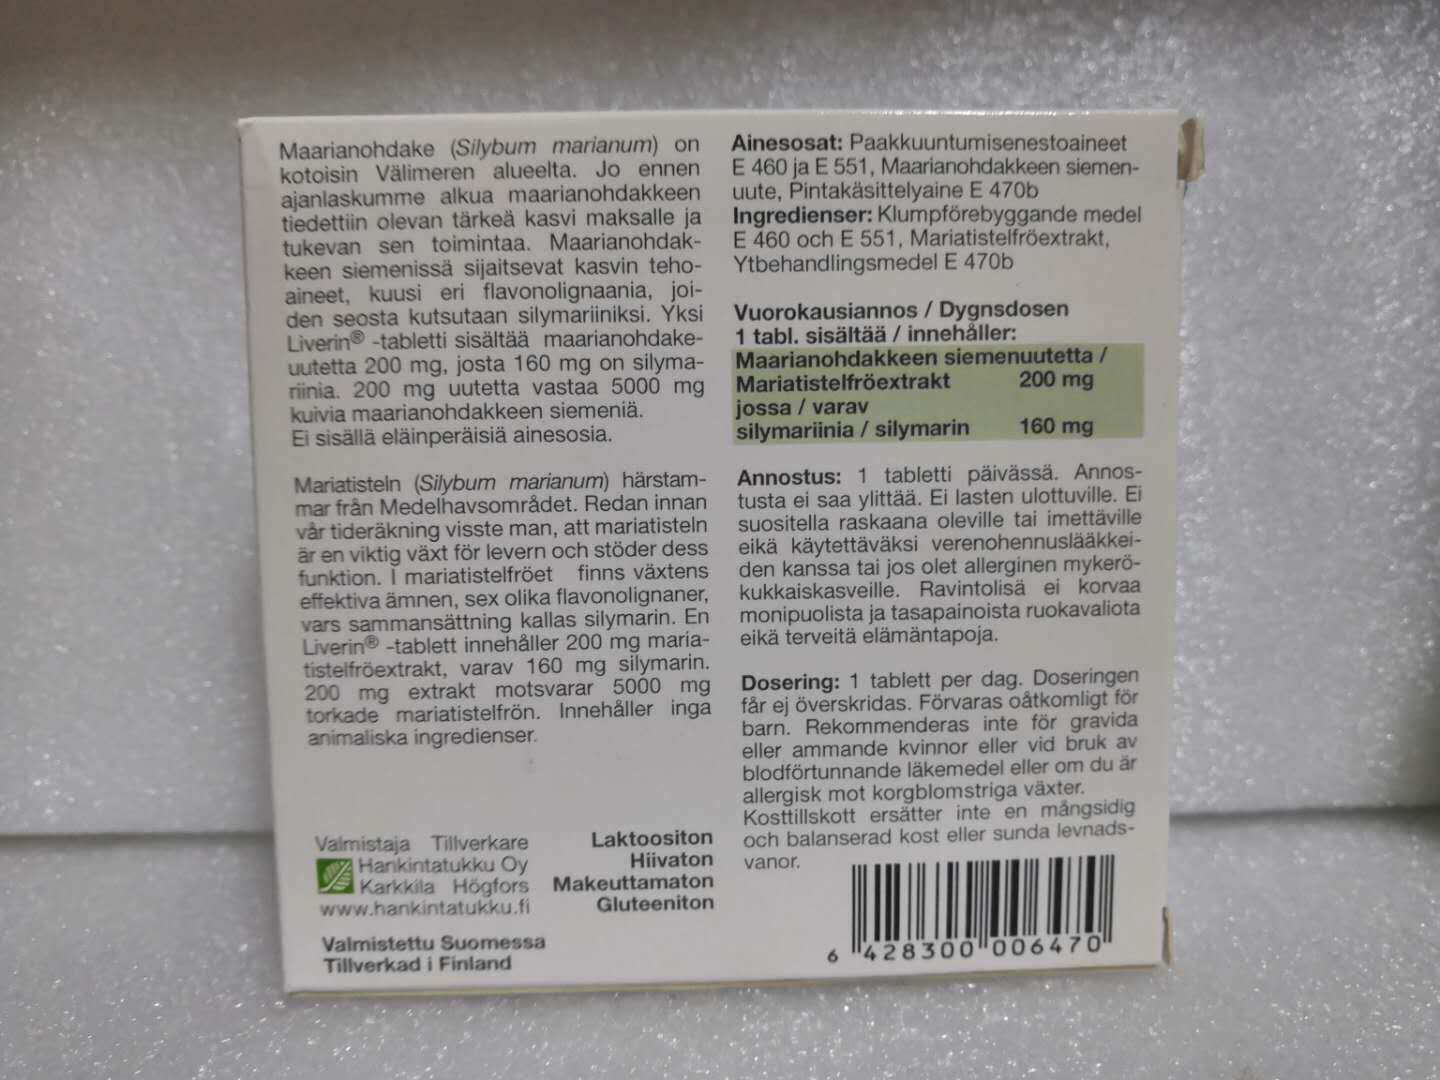 Maarianohdake (Silybum marianum) on
kotoisin Välimeren alueelta. Jo ennen
ajanlaskumme alkua maarianohdakkeen
tiedettiin olevan tärkeä kasvi maksalle ja
tukevan sen toimintaa. Maarianohdak-
keen siemenissä sijaitsevat kasvin teho-
aineet, kuusi eri flavonolignaania, joi-
den seosta kutsutaan silymariiniksi. Yksi
Liverin® -tabletti sisältää maarianohdake-
uutetta 200 mg, josta 160 mg on silyma-
riinia. 200 mg uutetta vastaa 5000 mg
kuivia maarianohdakkeen siemeniä.
Ei sisällä eläinperäisiä ainesosia.
Mariatisteln (Silybum marianum) härstam-
mar från Medelhavsområdet. Redan innan
vår tideräkning visste man, att mariatisteln
är en viktig växt för levern och stöder dess
funktion. I mariatistelfröet finns växtens
effektiva ämnen, sex olika flavonolignaner,
vars sammansättning kallas silymarin. En
Liverin® -tablett innehåller 200 mg maria-
tistelfröextrakt, varav 160 mg silymarin.
200 mg extrakt motsvarar 5000 mg
torkade mariatistelfrön. Innehåller inga
animaliska ingredienser.
Valmistaja Tillverkare
Hankintatukku Oy
Karkkila Högfors
www.hankintatukku.fi
Valmistettu Suomessa
Tillverkad i Finland
Laktoositon
Hiivaton
Makeuttamaton
Gluteeniton
Ainesosat: Paakkuuntumisenestoaineet
E 460 ja E 551, Maarianohdakkeen siemen-
uute, Pintakäsittelyaine E 470b
Ingredienser: Klumpförebyggande medel
E 460 och E 551, Mariatistelfröextrakt,
Ytbehandlingsmedel E 470b
Vuorokausiannos / Dygnsdosen
1 tabl. sisältää / innehåller:
Maarianohdakkeen siemenuutetta /
Mariatistelfröextrakt 200 mg
jossa / varav
silymariinia / silymarin 160 mg
Annostus: 1 tabletti päivässä. Annos-
tusta ei saa ylittää. Ei lasten ulottuville. Ei
suositella raskaana oleville tai imettäville
eikä käytettäväksi verenohennuslääkkei-
den kanssa tai jos olet allerginen mykerö-
kukkaiskasveille. Ravintolisä ei korvaa
monipuolista ja tasapainoista ruokavaliota
eikä terveitä elämäntapoja.
Dosering: 1 tablett per dag. Doseringen
får ej överskridas. Förvaras oåtkomligt för
barn. Rekommenderas inte för gravida
eller ammande kvinnor eller vid bruk av
blodförtunnande läkemedel eller om du är
allergisk mot korgblomstriga växter.
Kosttillskott ersätter inte en mångsidig
och balanserad kost eller sunda levnads-
vanor.
6 428300 006470